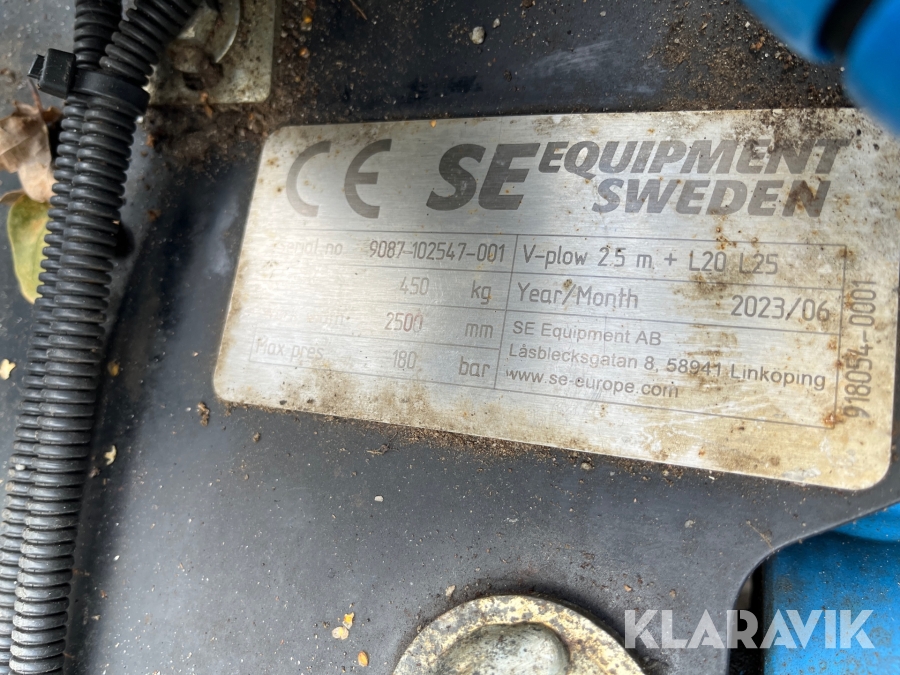 CE SE EQUIPMENT
SWEDEN
Serial.no 9087-102547-001 V-plow 2.5 m + L20 L25
450 kg Year/Month 2023/06
2500 mm SE Equipment AB
Max.pres. 180 bar Låsblecksgatan 8, 58941 Linköping
www.se-europe.com
918054-0001
KLARAVIK